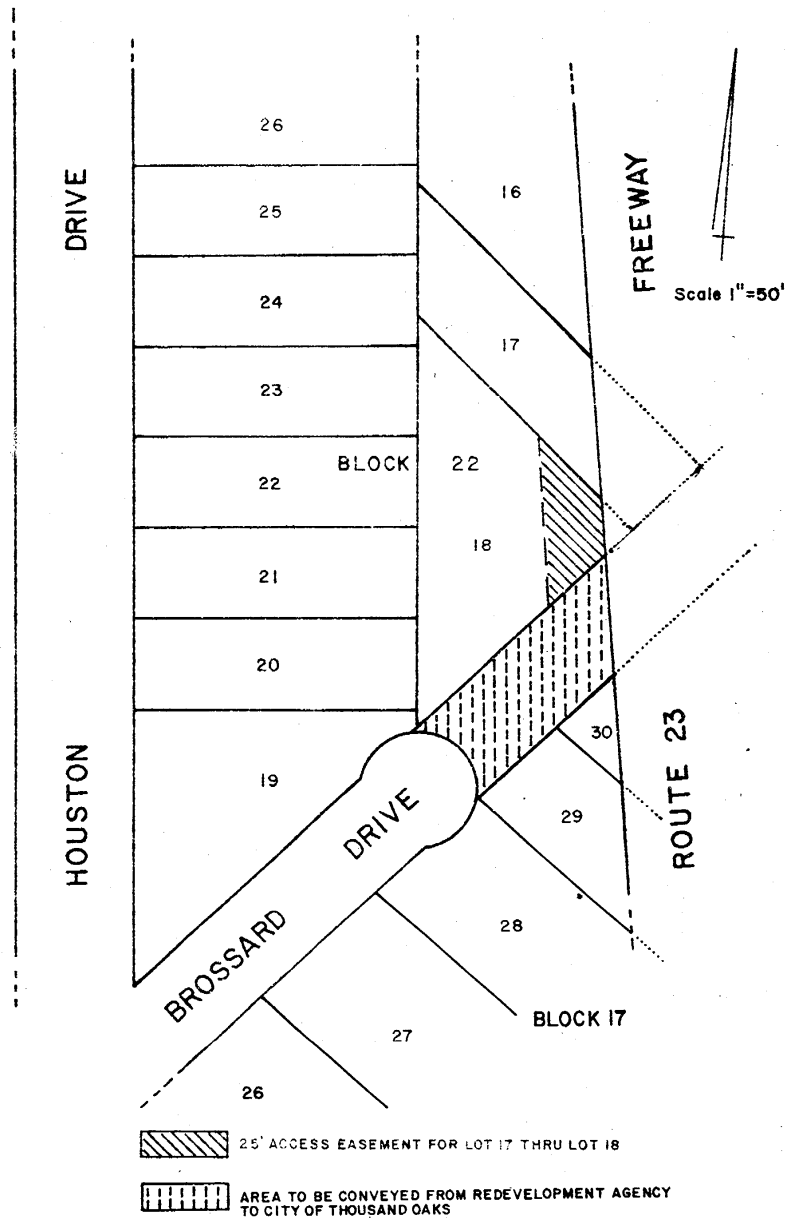 26
DRIVE
25
16
FREEWAY
Scale 1"=50'
24
17
23
BLOCK 22
22
18
21
20
30
19
ROUTE 23
HOUSTON
DRIVE
29
28
BROSSARD
BLOCK 17
27
26
25' ACCESS EASEMENT FOR LOT 17 THRU LOT 18
AREA TO BE CONVEYED FROM REDEVELOPMENT AGENCY
TO CITY OF THOUSAND OAKS